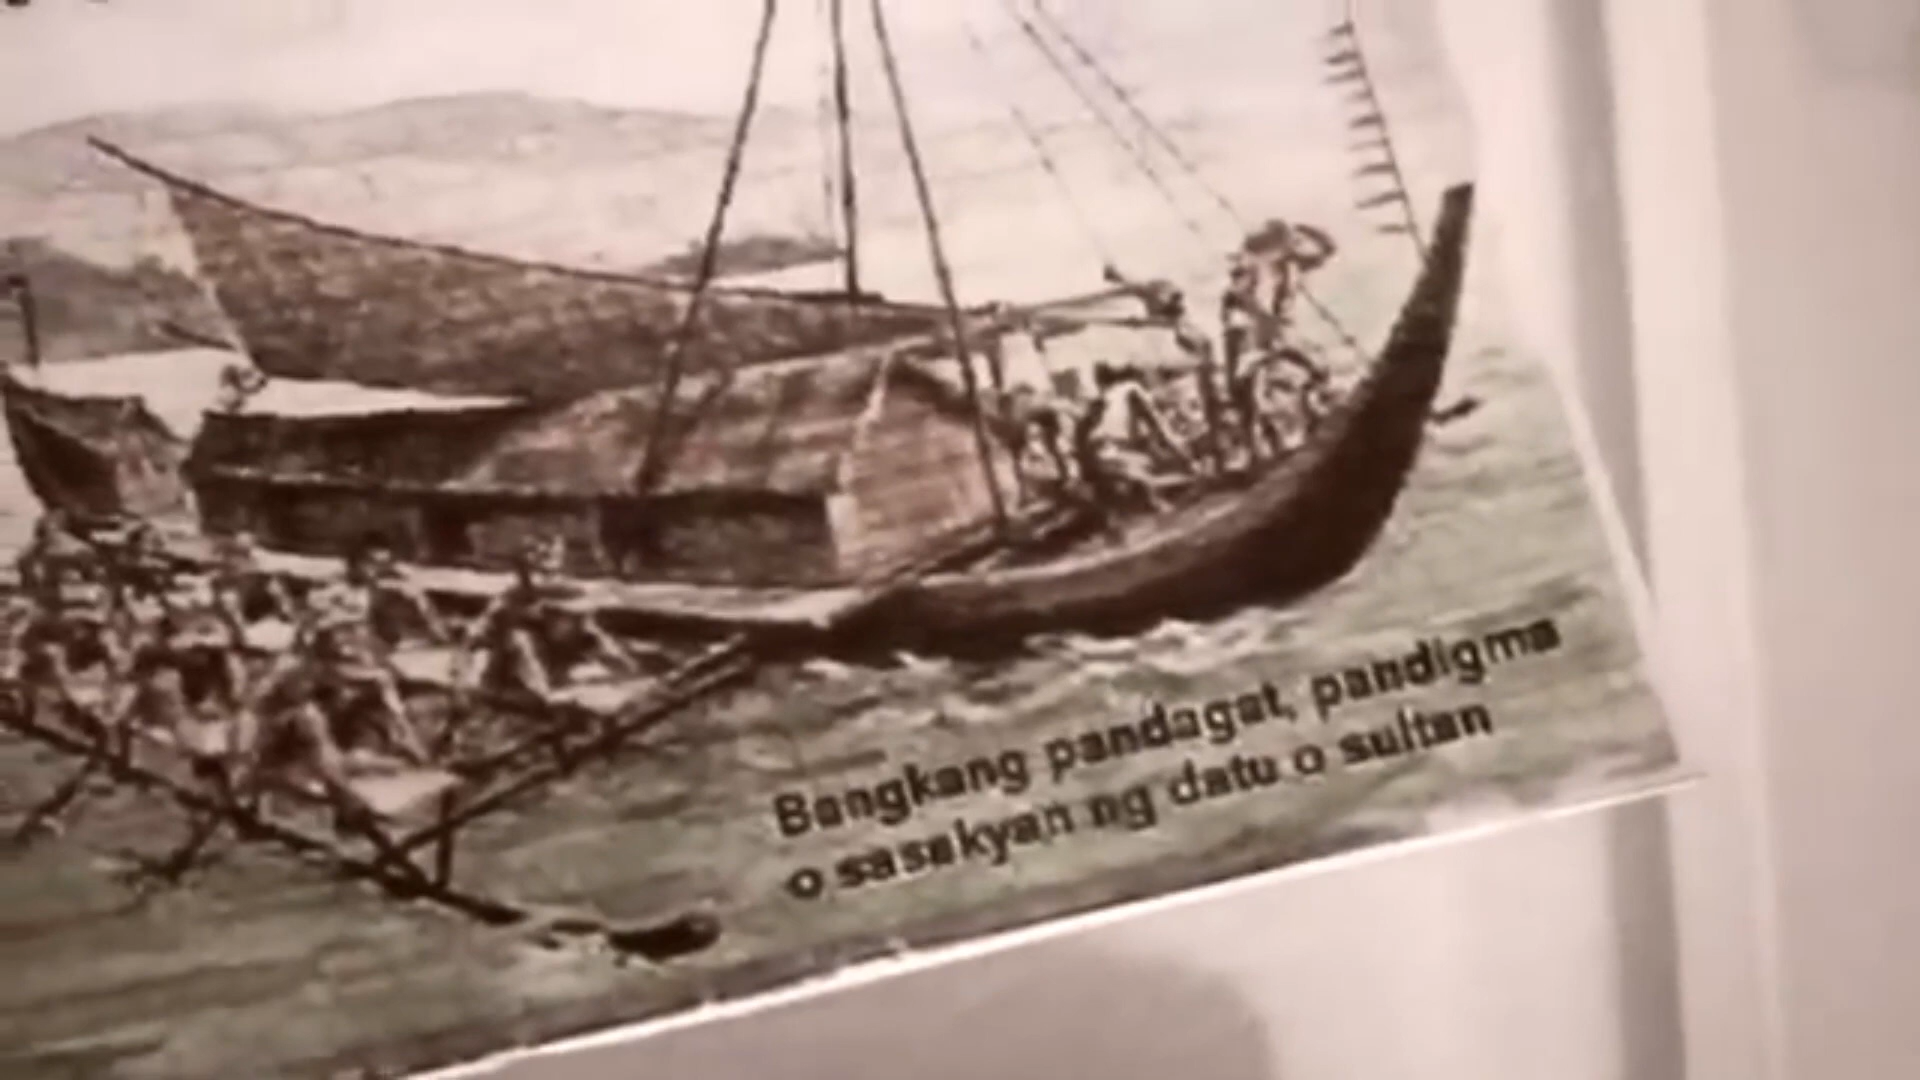 Bangkang pandagat, pandigma
o sasakyan ng datu o sultan